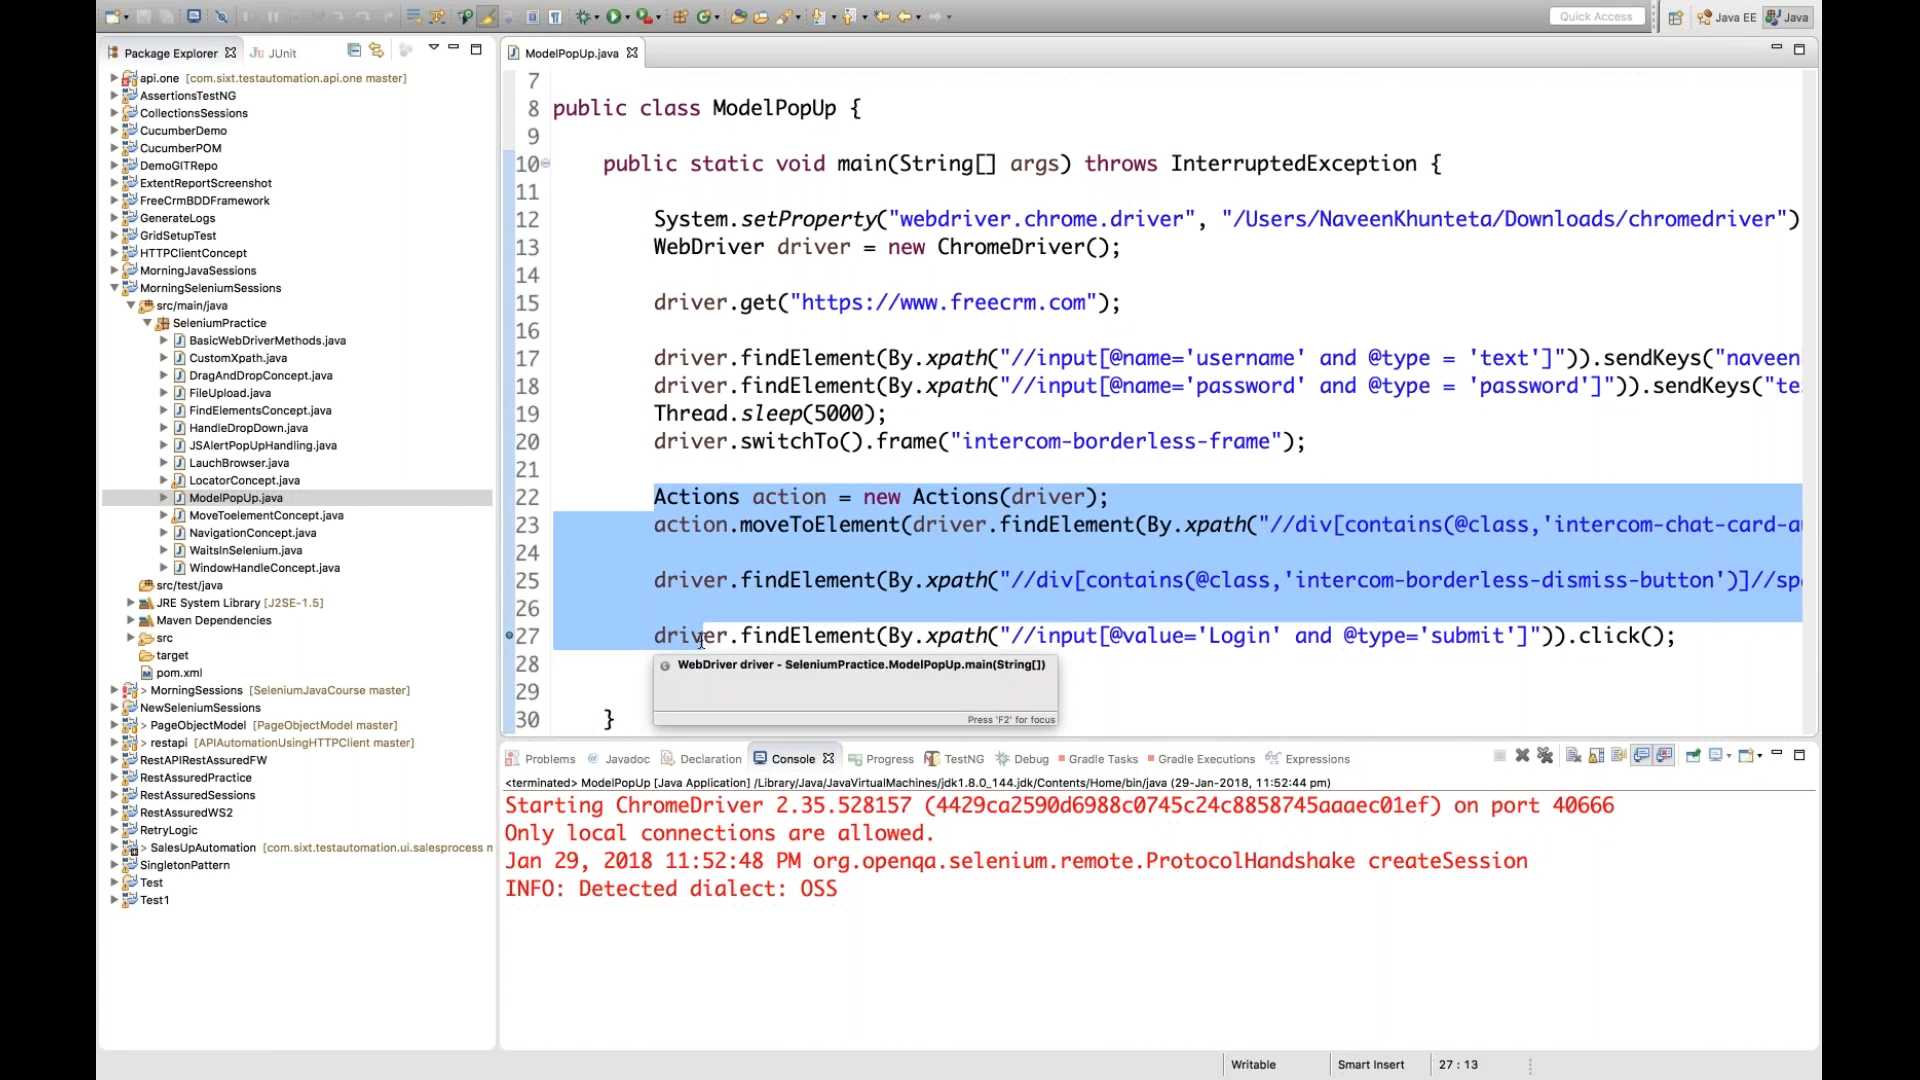 Quick Access
Java EE
Java
Package Explorer
JUnit
api.one [com.sixt.testautomation.api.one master]
AssertionsTestNG
CollectionsSessions
CucumberDemo
CucumberPOM
DemoGITRepo
ExtentReportScreenshot
FreeCrmBDDFramework
GenerateLogs
GridSetupTest
HTTPClientConcept
MorningJavaSessions
MorningSeleniumSessions
src/main/java
SeleniumPractice
BasicWebDriverMethods.java
CustomXpath.java
DragAndDropConcept.java
FileUpload.java
FindElementsConcept.java
HandleDropDown.java
JSAlertPopUpHandling.java
LauchBrowser.java
LocatorConcept.java
ModelPopUp.java
MoveToelementConcept.java
NavigationConcept.java
WaitsInSelenium.java
WindowHandleConcept.java
src/test/java
JRE System Library [J2SE-1.5]
Maven Dependencies
src
target
pom.xml
> MorningSessions [SeleniumJavaCourse master]
NewSeleniumSessions
> PageObjectModel [PageObjectModel master]
> restapi [APIAutomationUsingHTTPClient master]
RestAPIRestAssuredFW
RestAssuredPractice
RestAssuredSessions
RestAssuredWS2
RetryLogic
> SalesUpAutomation [com.sixt.testautomation.ui.salesprocess m
SingletonPattern
Test
Test1
ModelPopUp.java
7
8 public class ModelPopUp {
9
10 public static void main(String[] args) throws InterruptedException {
11
12 System.setProperty("webdriver.chrome.driver", "/Users/NaveenKhunteta/Downloads/chromedriver")
13 WebDriver driver = new ChromeDriver();
14
15 driver.get("https://www.freecrm.com");
16
17 driver.findElement(By.xpath("//input[@name='username' and @type = 'text']")).sendKeys("naveen
18 driver.findElement(By.xpath("//input[@name='password' and @type = 'password']")).sendKeys("te
19 Thread.sleep(5000);
20 driver.switchTo().frame("intercom-borderless-frame");
21
22 Actions action = new Actions(driver);
23 action.moveToElement(driver.findElement(By.xpath("//div[contains(@class,'intercom-chat-card-a
24
25 driver.findElement(By.xpath("//div[contains(@class,'intercom-borderless-dismiss-button')]//sp
26
27 driver.findElement(By.xpath("//input[@value='Login' and @type='submit']")).click();
28
29
30 }
WebDriver driver - SeleniumPractice.ModelPopUp.main(String[])
Press 'F2' for focus
Problems
Javadoc
Declaration
Console
Progress
TestNG
Debug
Gradle Tasks
Gradle Executions
Expressions
<terminated> ModelPopUp [Java Application] /Library/Java/JavaVirtualMachines/jdk1.8.0_144.jdk/Contents/Home/bin/java (29-Jan-2018, 11:52:44 pm)
Starting ChromeDriver 2.35.528157 (4429ca2590d6988c0745c24c8858745aaaec01ef) on port 40666
Only local connections are allowed.
Jan 29, 2018 11:52:48 PM org.openqa.selenium.remote.ProtocolHandshake createSession
INFO: Detected dialect: OSS
Writable
Smart Insert
27 : 13